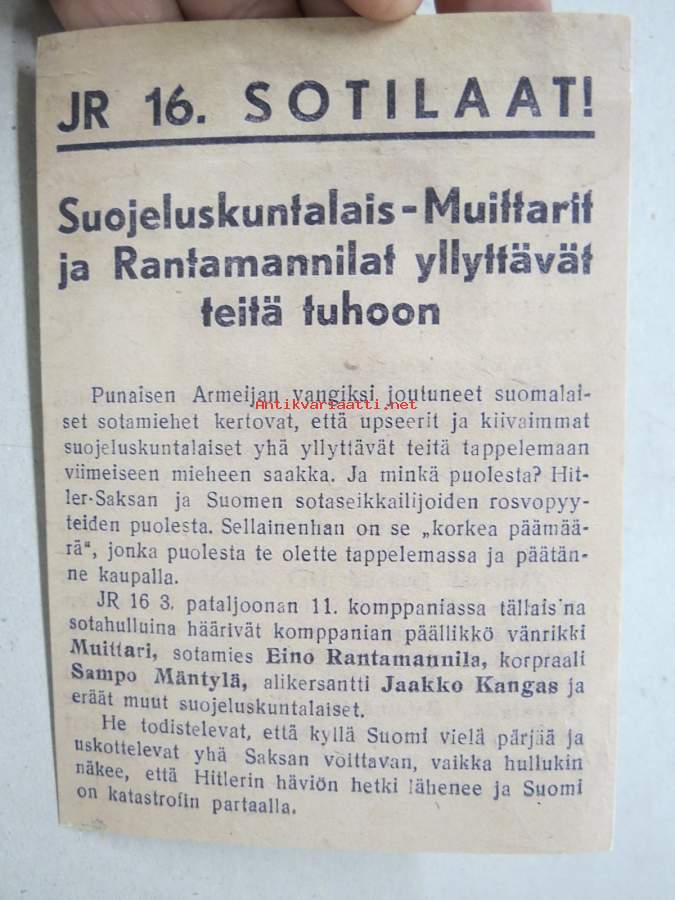 JR 16. SOTILAAT!
Suojeluskuntalais-Muittarit
ja Rantamannilat yllyttävät
teitä tuhoon
Punaisen Armeijan vangiksi joutuneet suomalai-
Antikvariaatti.net
set sotamiehet kertovat, että upseerit ja kiivaimmat
suojeluskuntalaiset yhä yllyttävät teitä tappelemaan
viimeiseen mieheen saakka. Ja minkä puolesta? Hit-
ler-Saksan ja Suomen sotaseikkailijoiden rosvopyy-
teiden puolesta. Sellainenhan on se „korkea päämää-
rä“, jonka puolesta te olette tappelemassa ja päätän-
ne kaupalla.
JR 16 3. pataljoonan 11. komppaniassa tällais'na
sotahulluina häärivät komppanian päällikkö vänrikki
Muittari, sotamies Eino Rantamannila, korpraali
Sampo Mäntylä, alikersantti Jaakko Kangas ja
eräät muut suojeluskuntalaiset.
He todistelevat, että kyllä Suomi vielä pärjää ja
uskottelevat yhä Saksan voittavan, vaikka hullukin
näkee, että Hitlerin häviön hetki lähenee ja Suomi
on katastrofin partaalla.